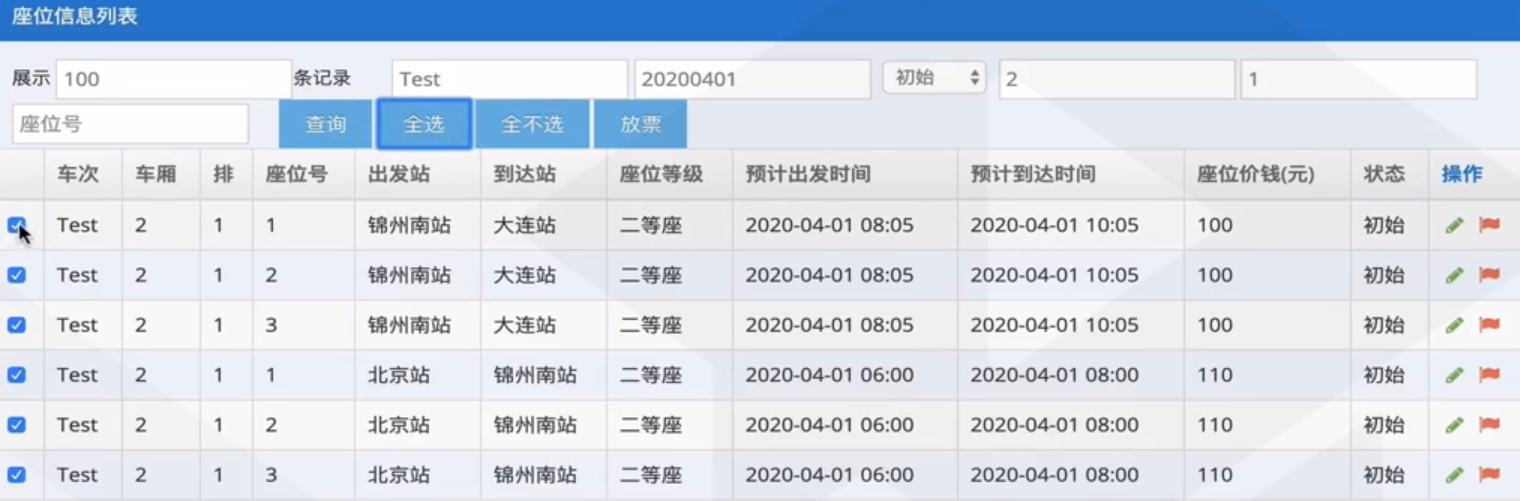 座位信息列表
展示 100 条记录 Test 20200401 初始 2 1
座位号 查询 全选 全不选 放票
车次 车厢 排 座位号 出发站 到达站 座位等级 预计出发时间 预计到达时间 座位价钱(元) 状态 操作
Test 2 1 1 锦州南站 大连站 二等座 2020-04-01 08:05 2020-04-01 10:05 100 初始
Test 2 1 2 锦州南站 大连站 二等座 2020-04-01 08:05 2020-04-01 10:05 100 初始
Test 2 1 3 锦州南站 大连站 二等座 2020-04-01 08:05 2020-04-01 10:05 100 初始
Test 2 1 1 北京站 锦州南站 二等座 2020-04-01 06:00 2020-04-01 08:00 110 初始
Test 2 1 2 北京站 锦州南站 二等座 2020-04-01 06:00 2020-04-01 08:00 110 初始
Test 2 1 3 北京站 锦州南站 二等座 2020-04-01 06:00 2020-04-01 08:00 110 初始